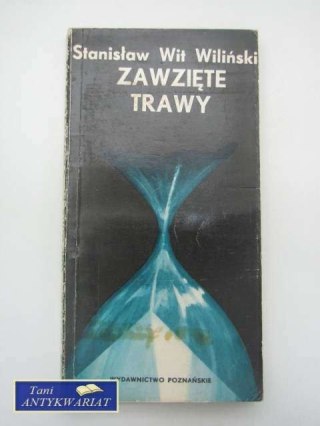 Stanisław Wit Wiliński
ZAWZIĘTE
TRAWY
WYDAWNICTWO POZNAŃSKIE
Tani
ANTYKWARIAT